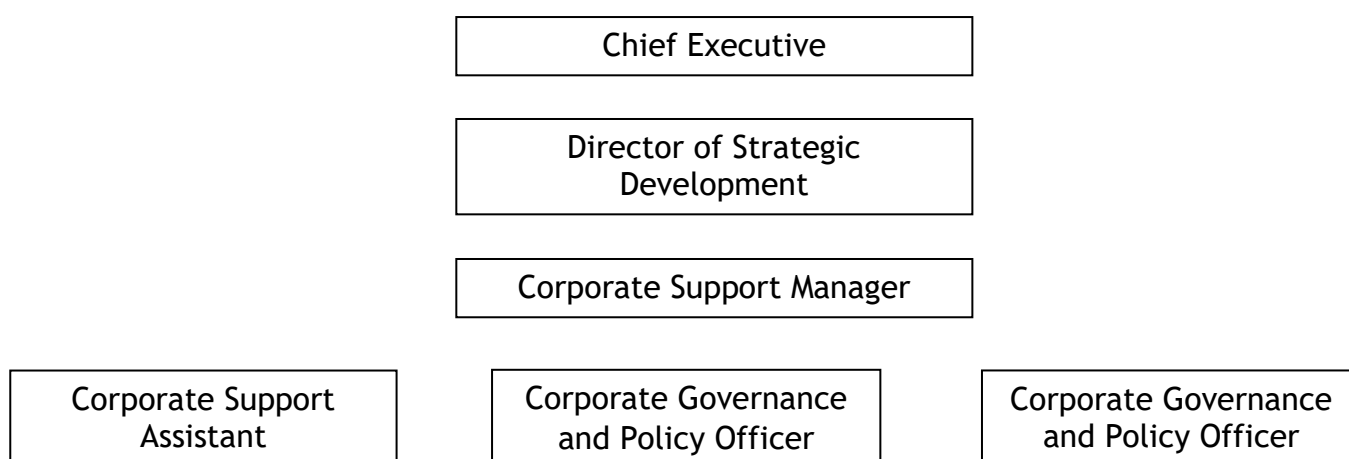 Chief Executive
Director of Strategic
Development
Corporate Support Manager
Corporate Support
Assistant
Corporate Governance
and Policy Officer
Corporate Governance
and Policy Officer